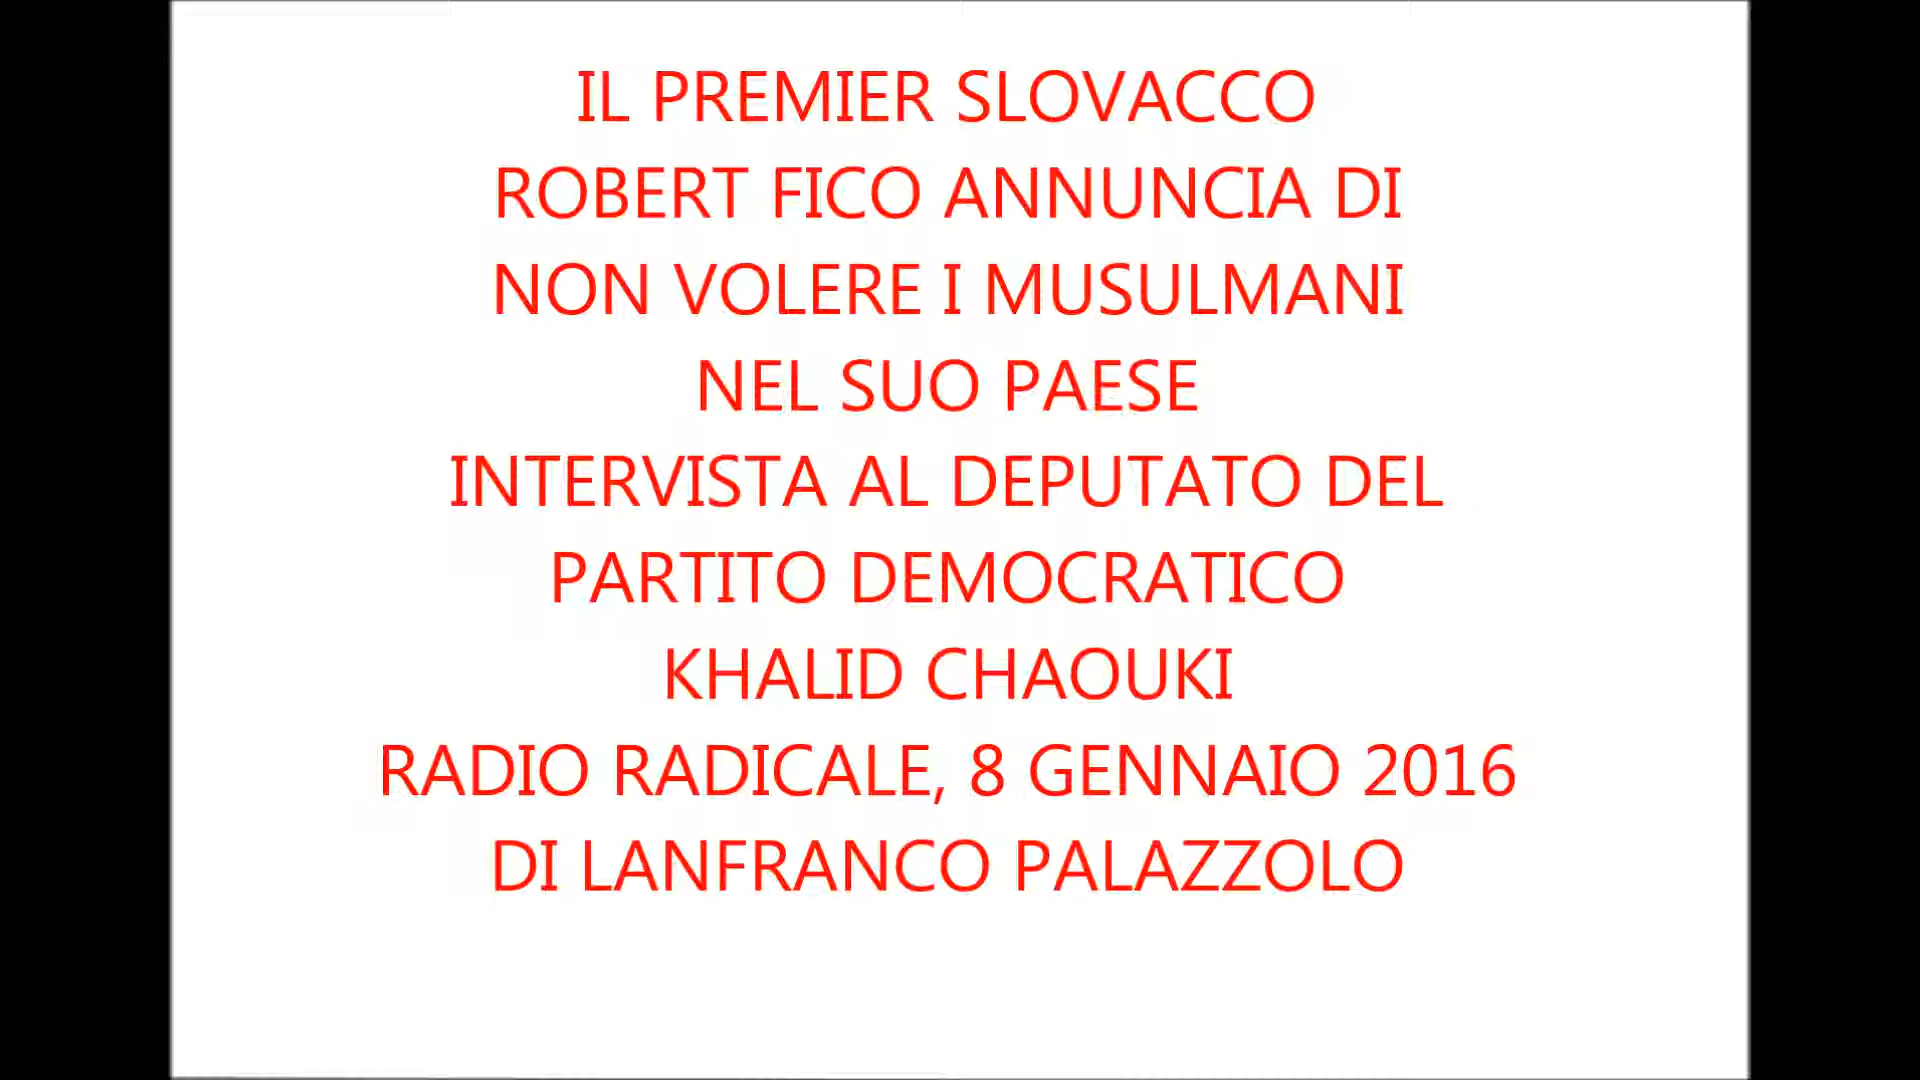 IL PREMIER SLOVACCO
ROBERT FICO ANNUNCIA DI
NON VOLERE I MUSULMANI
NEL SUO PAESE
INTERVISTA AL DEPUTATO DEL
PARTITO DEMOCRATICO
KHALID CHAOUKI
RADIO RADICALE, 8 GENNAIO 2016
DI LANFRANCO PALAZZOLO